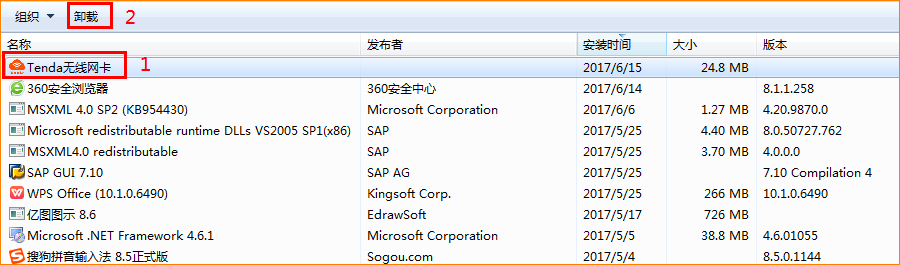 组织 卸载 2
名称 发布者 安装时间 大小 版本
Tenda无线网卡 1 2017/6/15 24.8 MB
360安全浏览器 360安全中心 2017/6/14 8.1.1.258
MSXML 4.0 SP2 (KB954430) Microsoft Corporation 2017/6/6 1.27 MB 4.20.9870.0
Microsoft redistributable runtime DLLs VS2005 SP1(x86) SAP 2017/5/25 4.40 MB 8.0.50727.762
MSXML4.0 redistributable SAP 2017/5/25 3.70 MB 4.0.0.0
SAP GUI 7.10 SAP AG 2017/5/25 7.10 Compilation 4
WPS Office (10.1.0.6490) Kingsoft Corp. 2017/5/25 266 MB 10.1.0.6490
亿图图示 8.6 EdrawSoft 2017/5/17 726 MB
Microsoft .NET Framework 4.6.1 Microsoft Corporation 2017/5/5 38.8 MB 4.6.01055
搜狗拼音输入法 8.5正式版 Sogou.com 2017/5/5 8.5.0.1144